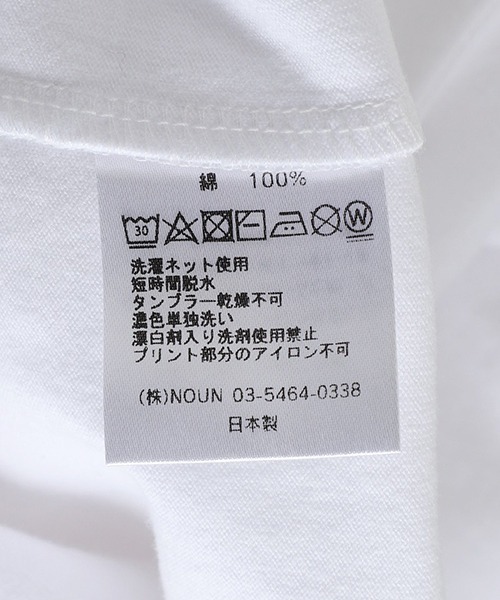 綿 100%
30 W
洗濯ネット使用
短時間脱水
タンブラー乾燥不可
濃色単独洗い
漂白剤入り洗剤使用禁止
プリント部分のアイロン不可
(株)NOUN 03-5464-0338
日本製